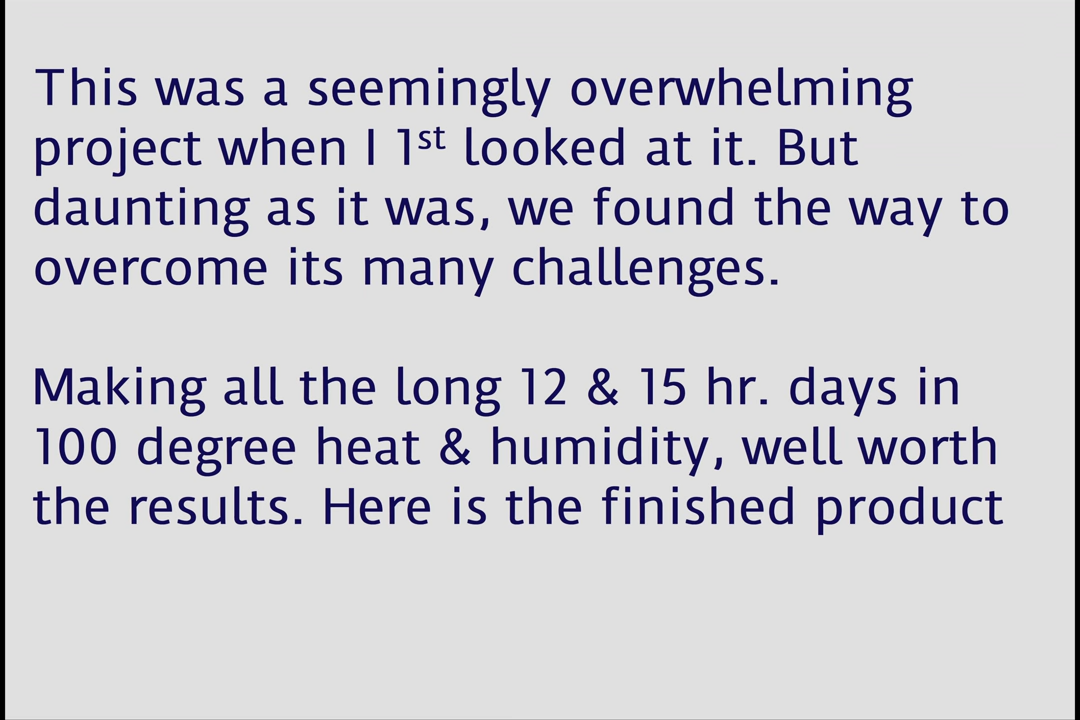 This was a seemingly overwhelming
project when I 1st looked at it. But
daunting as it was, we found the way to
overcome its many challenges.
Making all the long 12 & 15 hr. days in
100 degree heat & humidity, well worth
the results. Here is the finished product